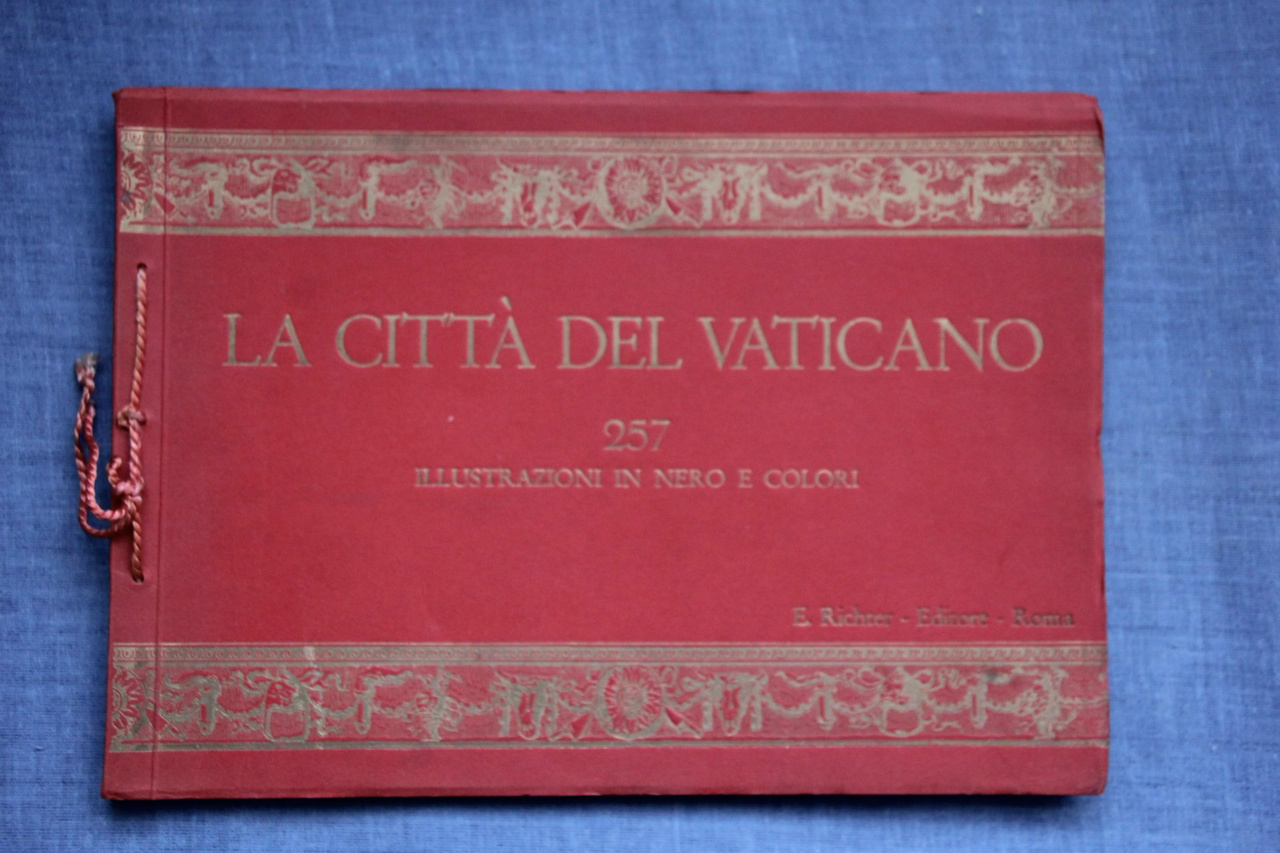 LA CITTÀ DEL VATICANO
257
ILLUSTRAZIONI IN NERO E COLORI
E. Richter - Editore - Roma